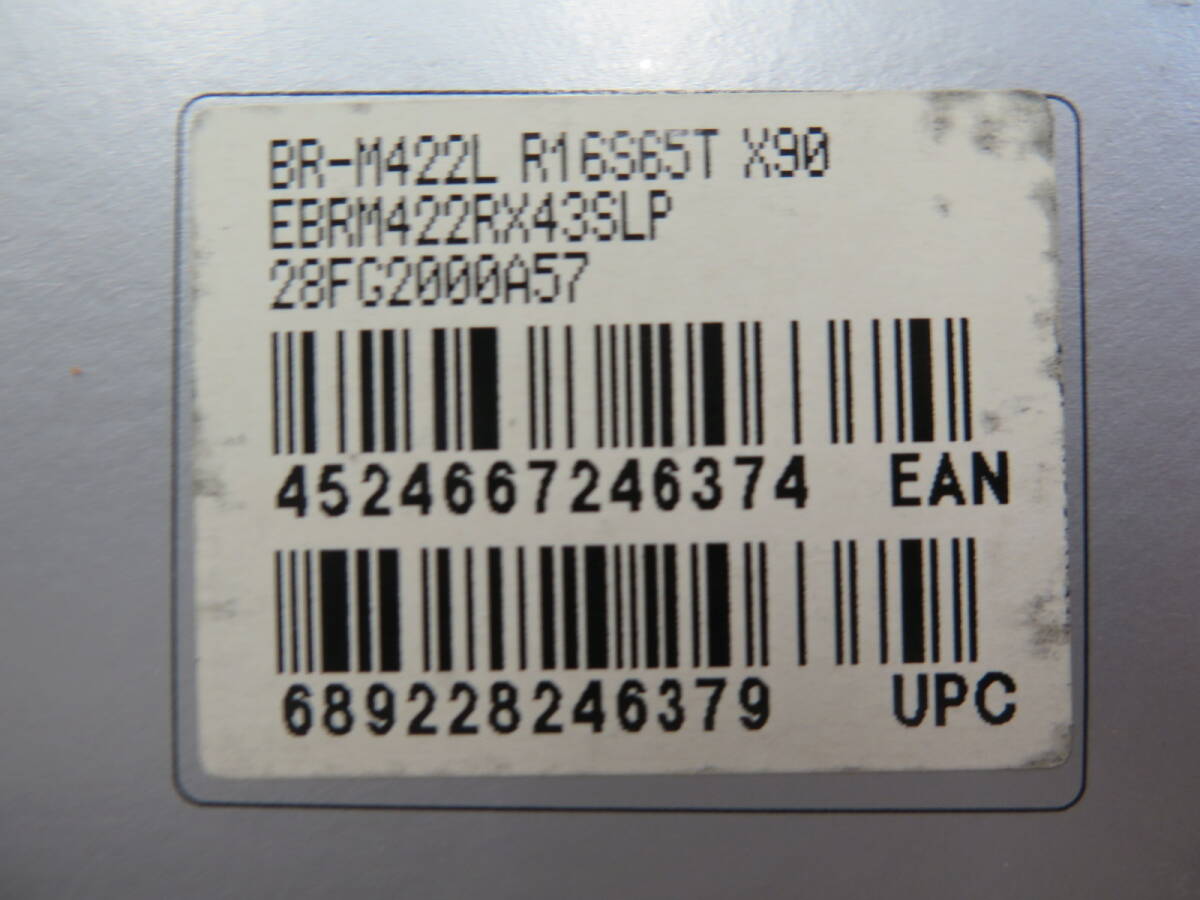 BR-M422L R16S65T X90
EBRM422RX43SLP
28FG2000A57
4524667246374 EAN
689228246379 UPC